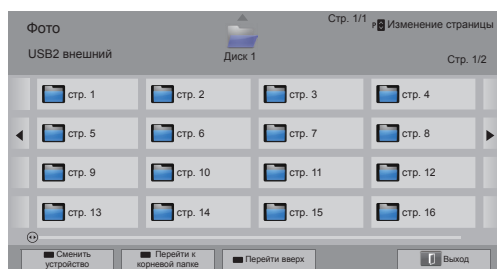 Фото
Стр. 1/1
P Изменение страницы
USB2 внешний
Диск 1
Стр. 1/2
стр. 1 стр. 2 стр. 3 стр. 4
стр. 5 стр. 6 стр. 7 стр. 8
стр. 9 стр. 10 стр. 11 стр. 12
стр. 13 стр. 14 стр. 15 стр. 16
Сменить
устройство
Перейти к
корневой папке
Перейти вверх
Выход